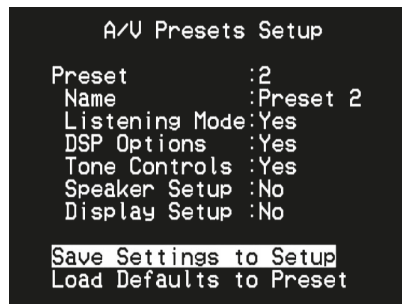 A/V Presets Setup
Preset :2
Name :Preset 2
Listening Mode:Yes
DSP Options :Yes
Tone Controls :Yes
Speaker Setup :No
Display Setup :No
Save Settings to Setup
Load Defaults to Preset